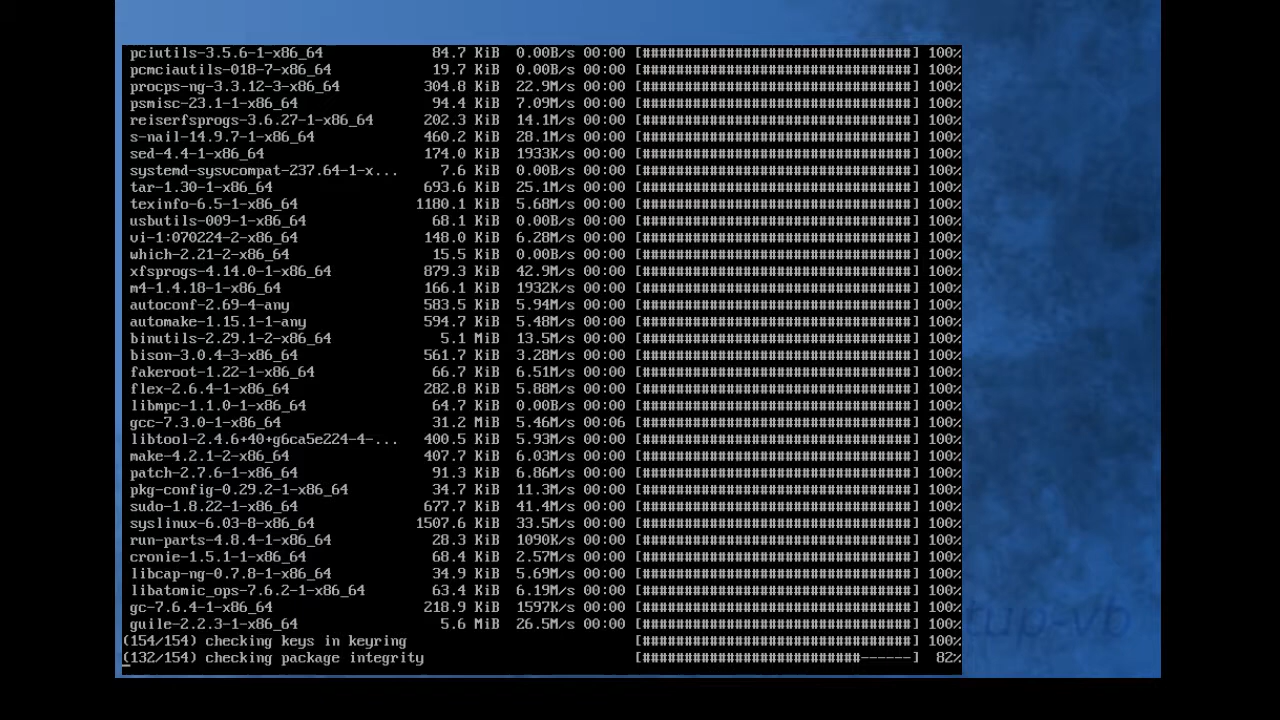 pciutils-3.5.6-1-x86_64 84.7 KiB 0.00B/s 00:00 [################################] 100%
pcmciautils-018-7-x86_64 19.7 KiB 0.00B/s 00:00 [################################] 100%
procps-ng-3.3.12-3-x86_64 304.8 KiB 22.9M/s 00:00 [################################] 100%
psmisc-23.1-1-x86_64 94.4 KiB 7.09M/s 00:00 [################################] 100%
reiserfsprogs-3.6.27-1-x86_64 202.3 KiB 14.1M/s 00:00 [################################] 100%
s-nail-14.9.7-1-x86_64 460.2 KiB 28.1M/s 00:00 [################################] 100%
sed-4.4-1-x86_64 174.0 KiB 1933K/s 00:00 [################################] 100%
systemd-sysvcompat-237.64-1-x... 7.6 KiB 0.00B/s 00:00 [################################] 100%
tar-1.30-1-x86_64 693.6 KiB 25.1M/s 00:00 [################################] 100%
texinfo-6.5-1-x86_64 1180.1 KiB 5.68M/s 00:00 [################################] 100%
usbutils-009-1-x86_64 68.1 KiB 0.00B/s 00:00 [################################] 100%
vi-1:070224-2-x86_64 148.0 KiB 6.28M/s 00:00 [################################] 100%
which-2.21-2-x86_64 15.5 KiB 0.00B/s 00:00 [################################] 100%
xfsprogs-4.14.0-1-x86_64 879.3 KiB 42.9M/s 00:00 [################################] 100%
m4-1.4.18-1-x86_64 166.1 KiB 1932K/s 00:00 [################################] 100%
autoconf-2.69-4-any 583.5 KiB 5.94M/s 00:00 [################################] 100%
automake-1.15.1-1-any 594.7 KiB 5.48M/s 00:00 [################################] 100%
binutils-2.29.1-2-x86_64 5.1 MiB 13.5M/s 00:00 [################################] 100%
bison-3.0.4-3-x86_64 561.7 KiB 3.28M/s 00:00 [################################] 100%
fakeroot-1.22-1-x86_64 66.7 KiB 6.51M/s 00:00 [################################] 100%
flex-2.6.4-1-x86_64 282.8 KiB 5.88M/s 00:00 [################################] 100%
libmpc-1.1.0-1-x86_64 64.7 KiB 0.00B/s 00:00 [################################] 100%
gcc-7.3.0-1-x86_64 31.2 MiB 5.46M/s 00:06 [################################] 100%
libtool-2.4.6+40+g6ca5e224-4-... 400.5 KiB 5.93M/s 00:00 [################################] 100%
make-4.2.1-2-x86_64 407.7 KiB 6.03M/s 00:00 [################################] 100%
patch-2.7.6-1-x86_64 91.3 KiB 6.86M/s 00:00 [################################] 100%
pkg-config-0.29.2-1-x86_64 34.7 KiB 11.3M/s 00:00 [################################] 100%
sudo-1.8.22-1-x86_64 677.7 KiB 41.4M/s 00:00 [################################] 100%
syslinux-6.03-8-x86_64 1507.6 KiB 33.5M/s 00:00 [################################] 100%
run-parts-4.8.4-1-x86_64 28.3 KiB 1090K/s 00:00 [################################] 100%
cronie-1.5.1-1-x86_64 68.4 KiB 2.57M/s 00:00 [################################] 100%
libcap-ng-0.7.8-1-x86_64 34.9 KiB 5.69M/s 00:00 [################################] 100%
libatomic_ops-7.6.2-1-x86_64 63.4 KiB 6.19M/s 00:00 [################################] 100%
gc-7.6.4-1-x86_64 218.9 KiB 1597K/s 00:00 [################################] 100%
guile-2.2.3-1-x86_64 5.6 MiB 26.5M/s 00:00 [################################] 100%
(154/154) checking keys in keyring [################################] 100%
(132/154) checking package integrity [##########################------] 82%
tup-vb